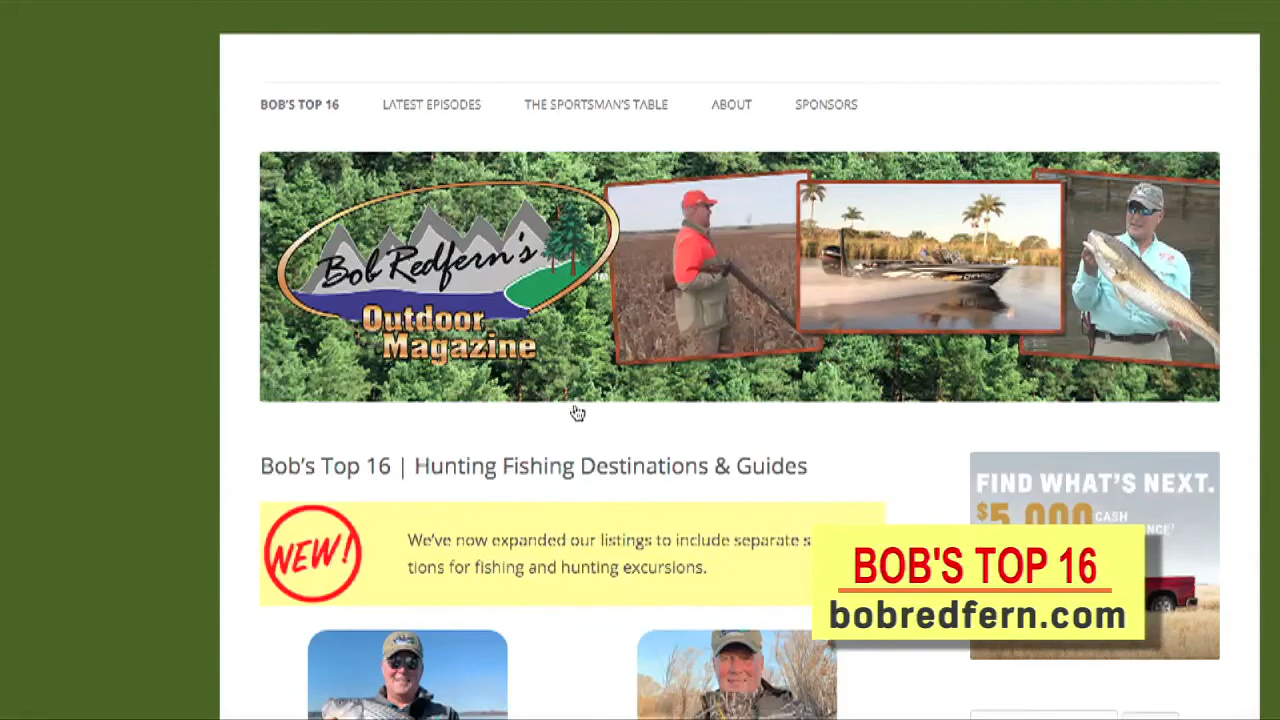 BOB'S TOP 16 LATEST EPISODES THE SPORTSMAN'S TABLE ABOUT SPONSORS
Bob Redfern's
Outdoor
Magazine
Bob's Top 16 | Hunting Fishing Destinations & Guides
FIND WHAT'S NEXT.
$5,000 CASH
NEW!
We've now expanded our listings to include separate s
tions for fishing and hunting excursions.
BOB'S TOP 16
bobredfern.com